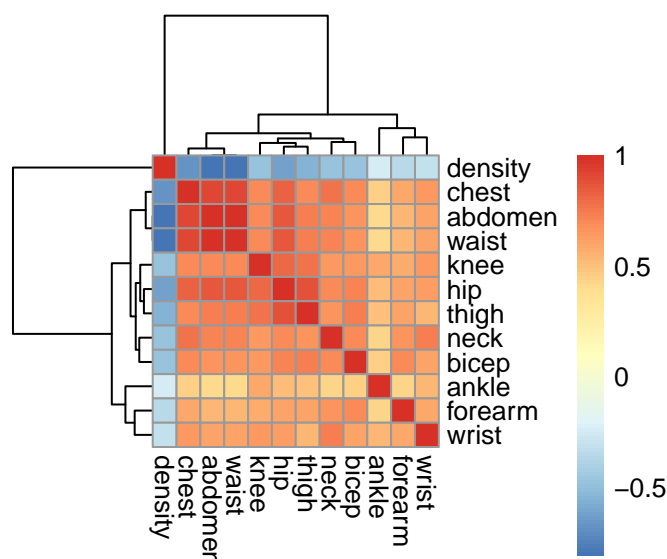 density
chest
abdomen
waist
knee
hip
thigh
neck
bicep
ankle
forearm
wrist
density
chest
abdomen
waist
knee
hip
thigh
neck
bicep
ankle
forearm
wrist
1
0.5
0
−0.5